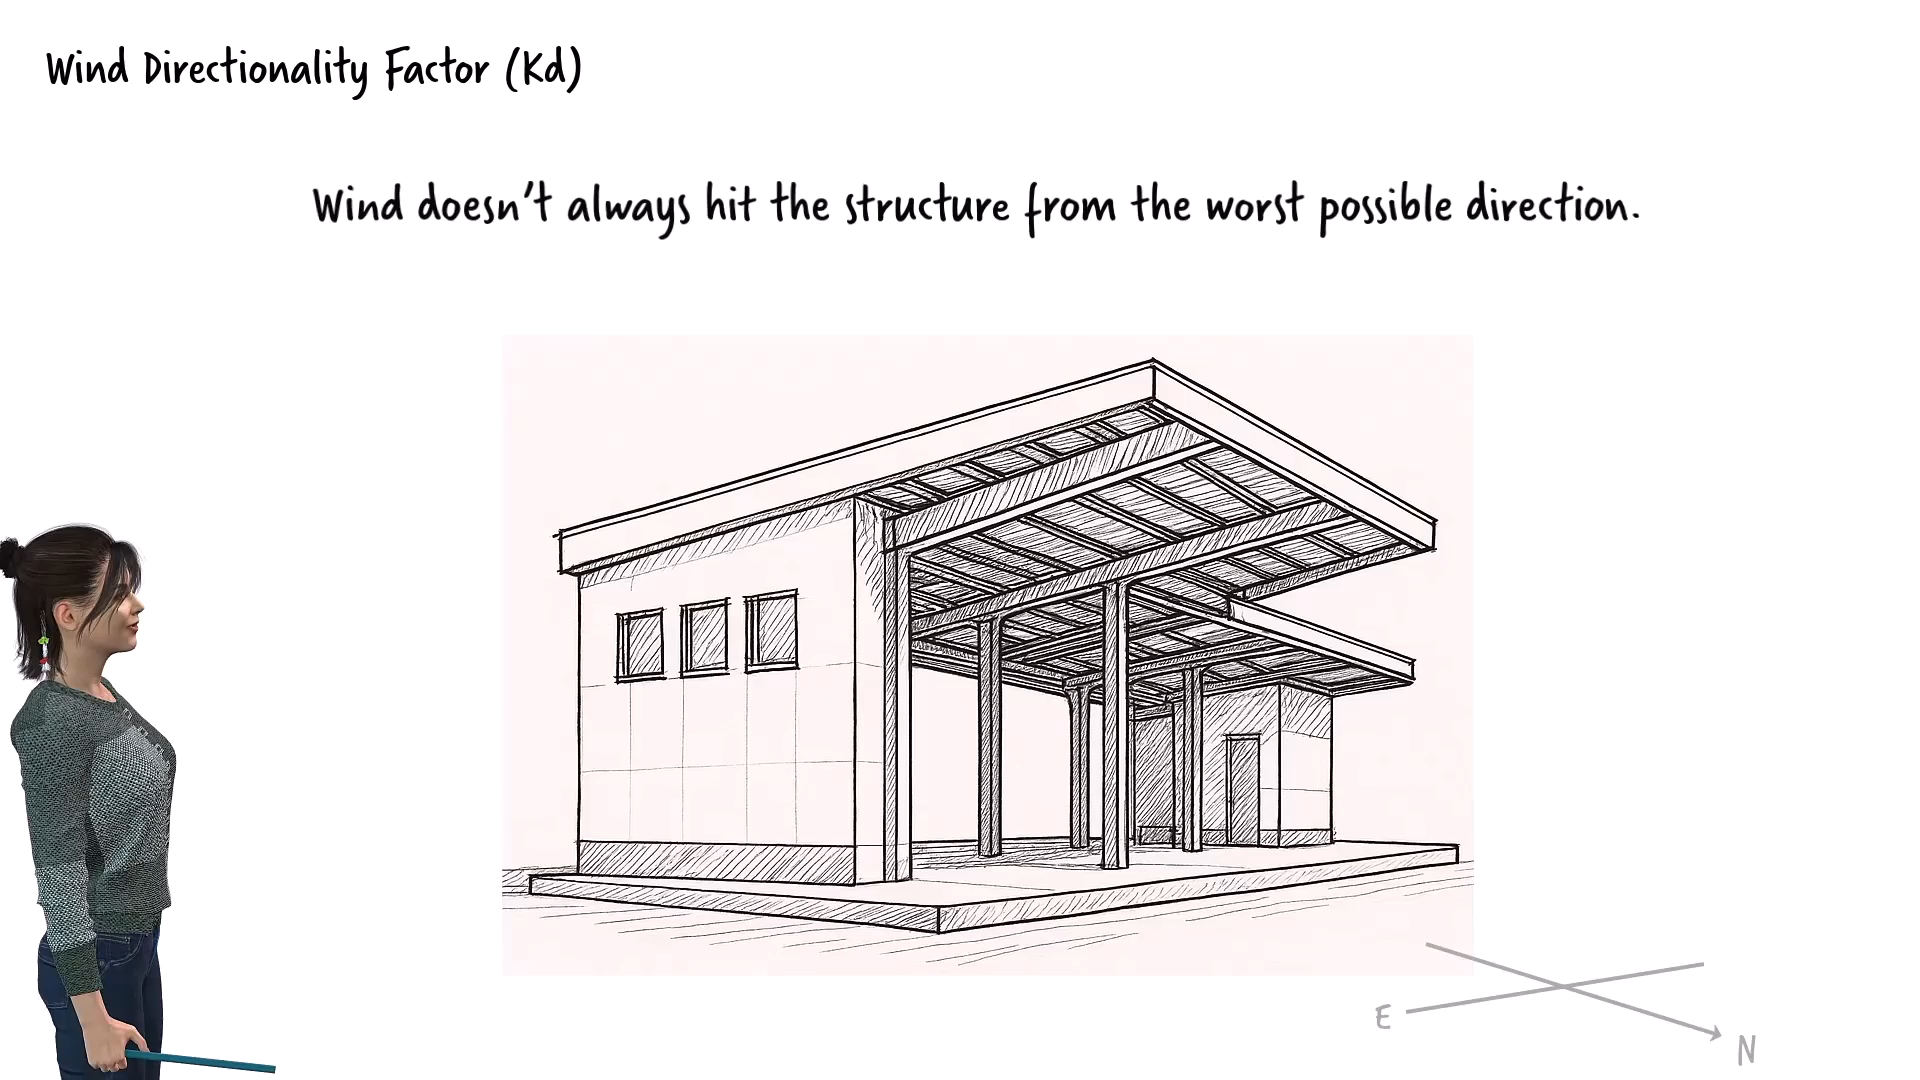 Wind Directionality Factor (Kd)
Wind doesn't always hit the structure from the worst possible direction.
E
N